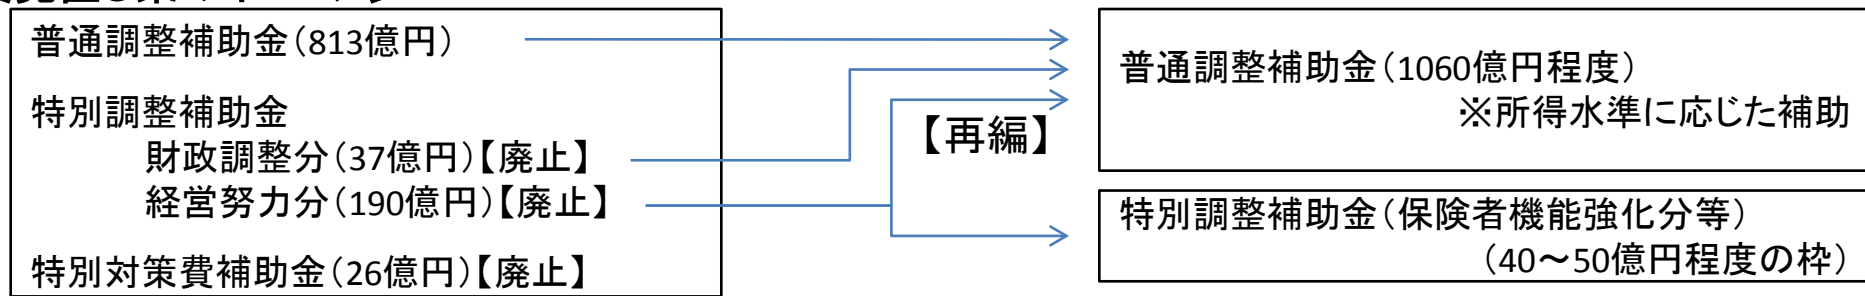 普通調整補助金（813億円）
特別調整補助金
財政調整分（37億円）【廃止】
経営努力分（190億円）【廃止】
特別対策費補助金（26億円）【廃止】
【再編】
普通調整補助金（1060億円程度）
※所得水準に応じた補助
特別調整補助金（保険者機能強化分等）
（40～50億円程度の枠）